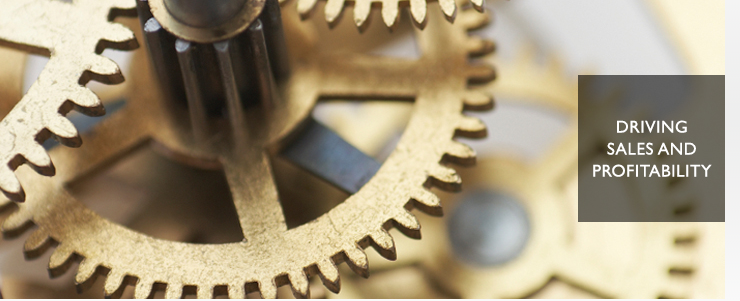 DRIVING
SALES AND
PROFITABILITY